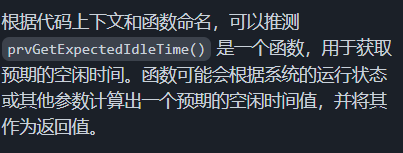 根据代码上下文和函数命名，可以推测
prvGetExpectedIdleTime() 是一个函数，用于获取
预期的空闲时间。函数可能会根据系统的运行状态
或其他参数计算出一个预期的空闲时间值，并将其
作为返回值。